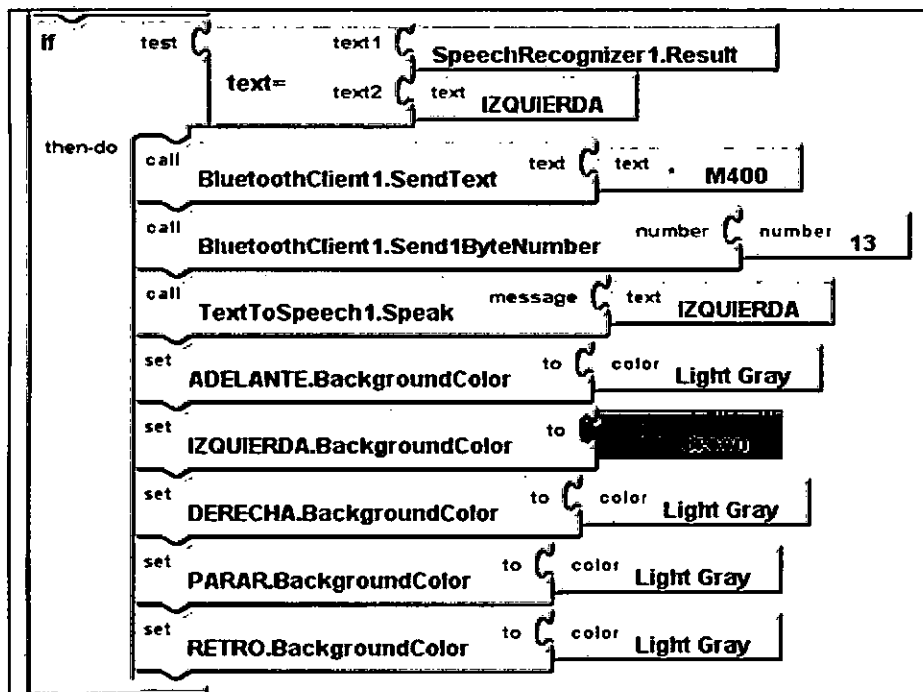 if test text= text1 SpeechRecognizer1.Result
text2 text IZQUIERDA
then-do
call BluetoothClient1.SendText text text M400
call BluetoothClient1.Send1ByteNumber number number 13
call TextToSpeech1.Speak message text IZQUIERDA
set ADELANTE.BackgroundColor to color Light Gray
set IZQUIERDA.BackgroundColor to
set DERECHA.BackgroundColor to color Light Gray
set PARAR.BackgroundColor to color Light Gray
set RETRO.BackgroundColor to color Light Gray